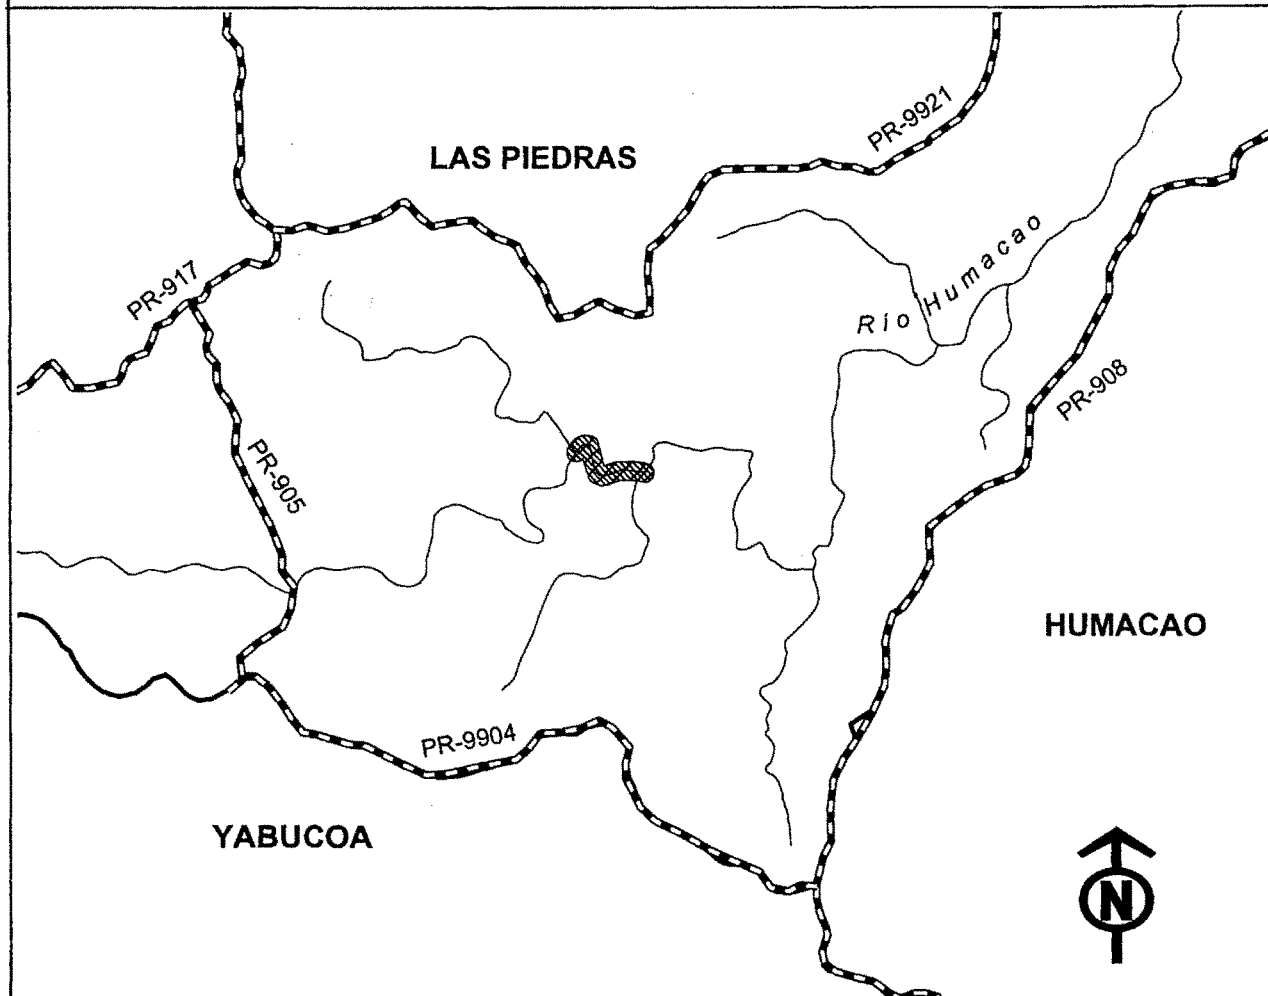 PR-9921
LAS PIEDRAS
Río Humacao
PR-917
PR-908
PR-905
HUMACAO
PR-9904
YABUCOA
N